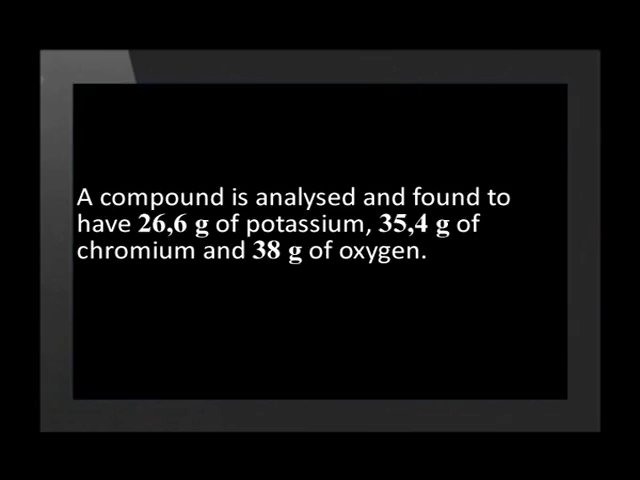 A compound is analysed and found to
have 26,6 g of potassium, 35,4 g of
chromium and 38 g of oxygen.